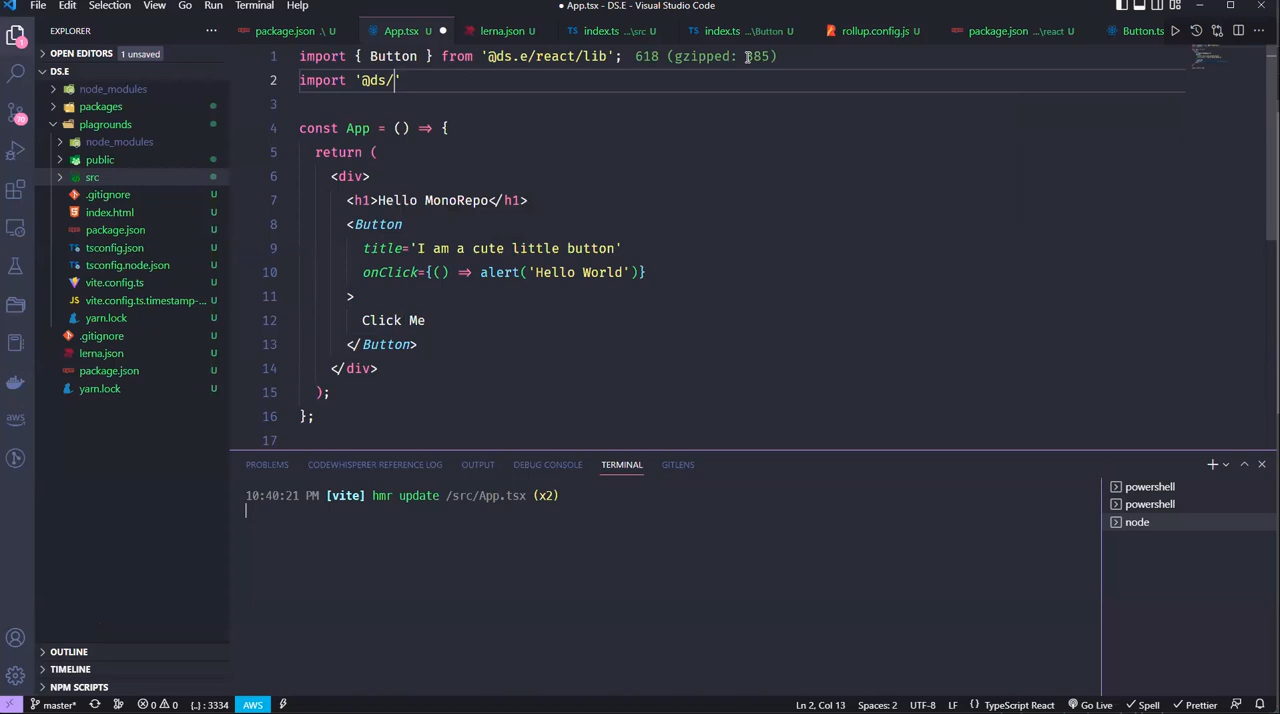 File Edit Selection View Go Run Terminal Help
● App.tsx - DS.E - Visual Studio Code
EXPLORER
package.json .\ U
App.tsx U
lerna.json U
index.ts ...\src U
index.ts ...\Button U
rollup.config.js U
package.json ...\react U
Button.ts
OPEN EDITORS 1 unsaved
DS.E
node_modules
packages
plagrounds
node_modules
public
src
.gitignore U
index.html U
package.json U
tsconfig.json U
tsconfig.node.json U
vite.config.ts U
vite.config.ts.timestamp-... U
yarn.lock U
.gitignore U
lerna.json U
package.json U
yarn.lock U
OUTLINE
TIMELINE
NPM SCRIPTS
1 import { Button } from '@ds.e/react/lib'; 618 (gzipped: 385)
2 import '@ds/'
3
4 const App = () => {
5 return (
6 <div>
7 <h1>Hello MonoRepo</h1>
8 <Button
9 title='I am a cute little button'
10 onClick={() => alert('Hello World')}
11 >
12 Click Me
13 </Button>
14 </div>
15 );
16 };
17
PROBLEMS CODEWHISPERER REFERENCE LOG OUTPUT DEBUG CONSOLE TERMINAL GITLENS
10:40:21 PM [vite] hmr update /src/App.tsx (x2)
powershell
powershell
node
70
aws
master* 0 0 {..} : 3334 AWS Ln 2, Col 13 Spaces: 2 UTF-8 LF {} TypeScript React Go Live Spell Prettier